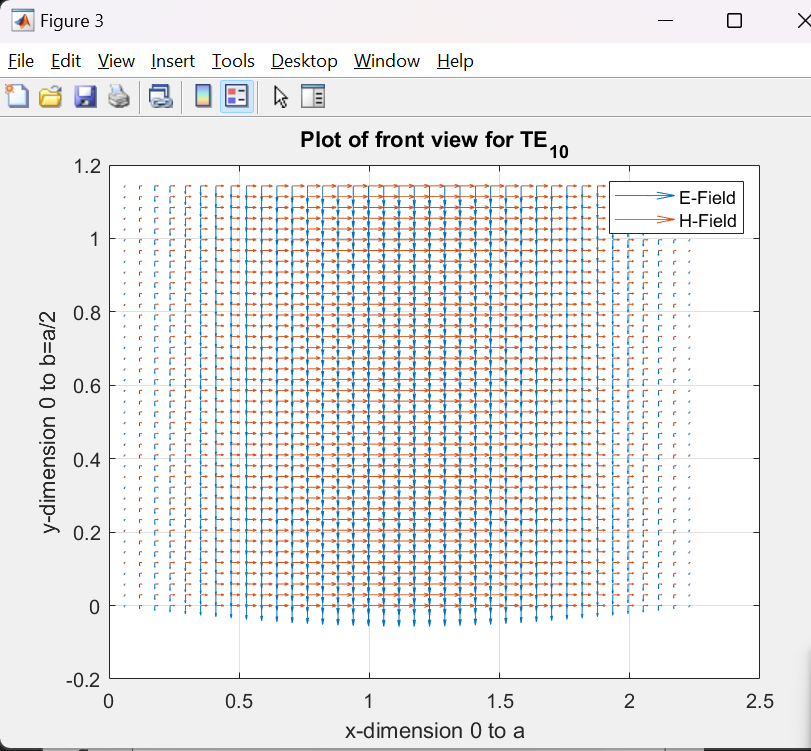 Figure 3
File Edit View Insert Tools Desktop Window Help
Plot of front view for TE10
E-Field
H-Field
1.2
1
0.8
0.6
0.4
0.2
0
-0.2
y-dimension 0 to b=a/2
0 0.5 1 1.5 2 2.5
x-dimension 0 to a